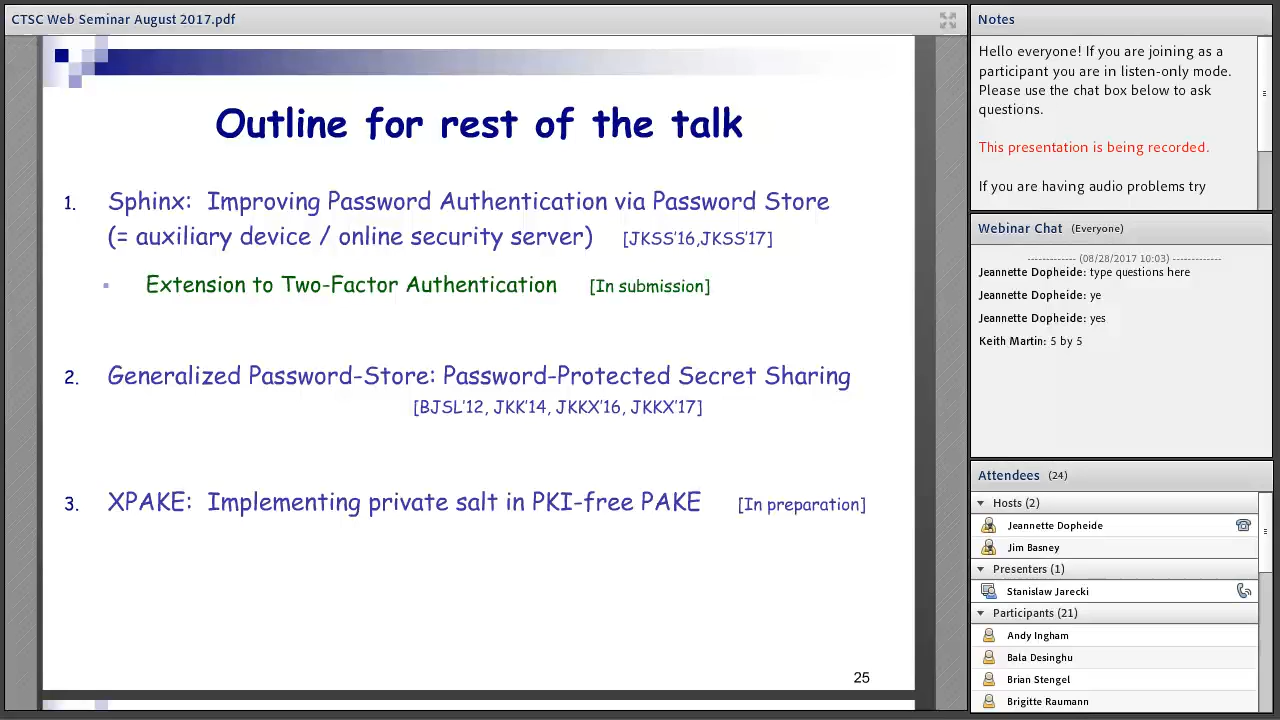 CTSC Web Seminar August 2017.pdf
Outline for rest of the talk
1. Sphinx: Improving Password Authentication via Password Store
(= auxiliary device / online security server) [JKSS'16,JKSS'17]
Extension to Two-Factor Authentication [In submission]
2. Generalized Password-Store: Password-Protected Secret Sharing
[BJSL'12, JKK'14, JKKX'16, JKKX'17]
3. XPAKE: Implementing private salt in PKI-free PAKE [In preparation]
25
Notes
Hello everyone! If you are joining as a
participant you are in listen-only mode.
Please use the chat box below to ask
questions.
This presentation is being recorded.
If you are having audio problems try
Webinar Chat (Everyone)
------------- (08/28/2017 10:03) -------------
Jeannette Dopheide: type questions here
Jeannette Dopheide: ye
Jeannette Dopheide: yes
Keith Martin: 5 by 5
Attendees (24)
Hosts (2)
Jeannette Dopheide
Jim Basney
Presenters (1)
Stanislaw Jarecki
Participants (21)
Andy Ingham
Bala Desinghu
Brian Stengel
Brigitte Raumann